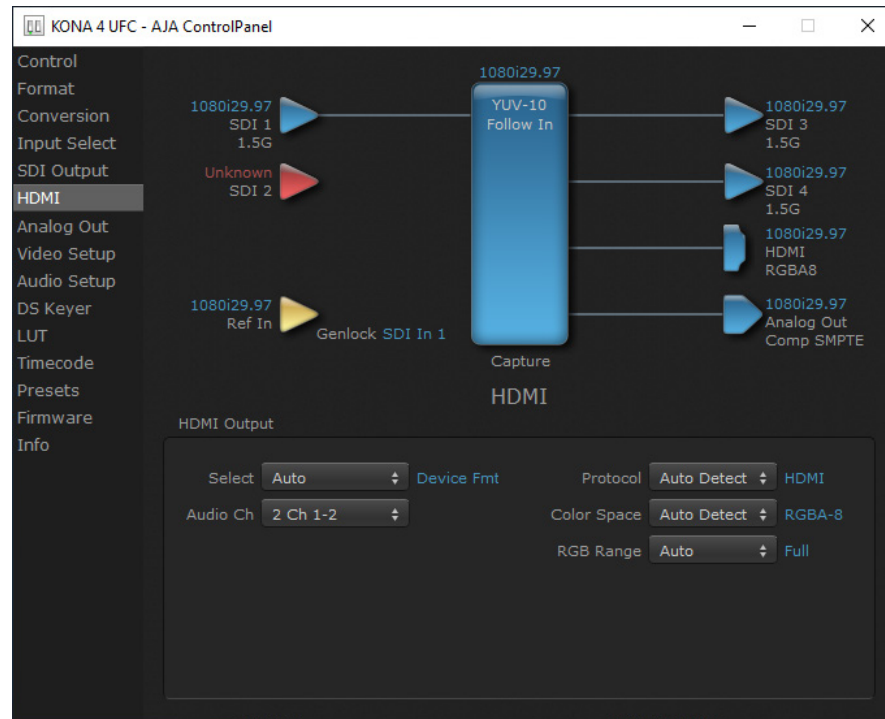 KONA 4 UFC - AJA ControlPanel
Control
Format
Conversion
Input Select
SDI Output
HDMI
Analog Out
Video Setup
Audio Setup
DS Keyer
LUT
Timecode
Presets
Firmware
Info
1080i29.97
YUV-10
Follow In
1080i29.97
SDI 1
1.5G
Unknown
SDI 2
1080i29.97
Ref In
Genlock SDI In 1
Capture
1080i29.97
SDI 3
1.5G
1080i29.97
SDI 4
1.5G
1080i29.97
HDMI
RGBA8
1080i29.97
Analog Out
Comp SMPTE
HDMI
HDMI Output
Select Auto Device Fmt
Protocol Auto Detect HDMI
Audio Ch 2 Ch 1-2
Color Space Auto Detect RGBA-8
RGB Range Auto Full